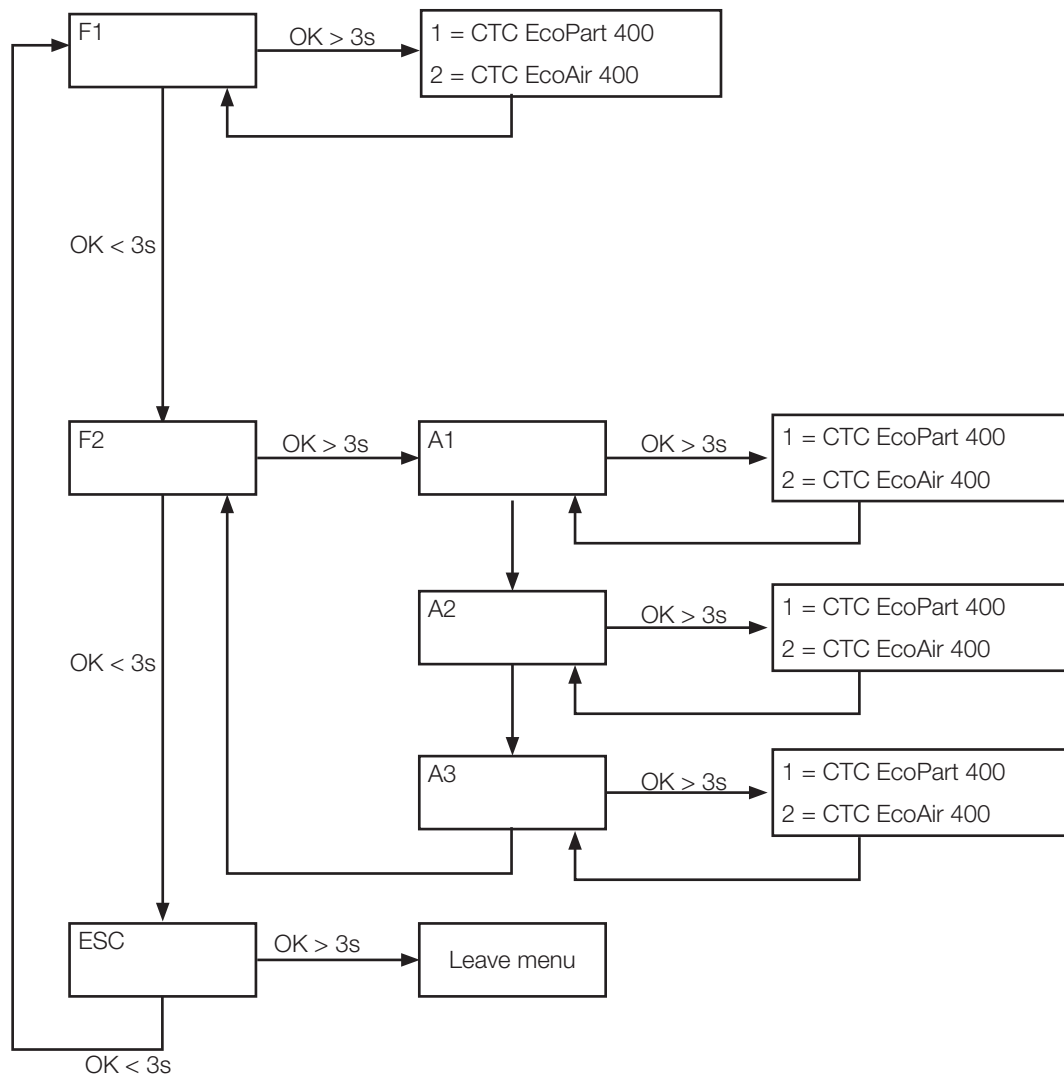 F1
OK > 3s
1 = CTC EcoPart 400
2 = CTC EcoAir 400
OK < 3s
F2
OK > 3s
A1
OK > 3s
1 = CTC EcoPart 400
2 = CTC EcoAir 400
A2
OK > 3s
1 = CTC EcoPart 400
2 = CTC EcoAir 400
OK < 3s
A3
OK > 3s
1 = CTC EcoPart 400
2 = CTC EcoAir 400
ESC
OK > 3s
Leave menu
OK < 3s